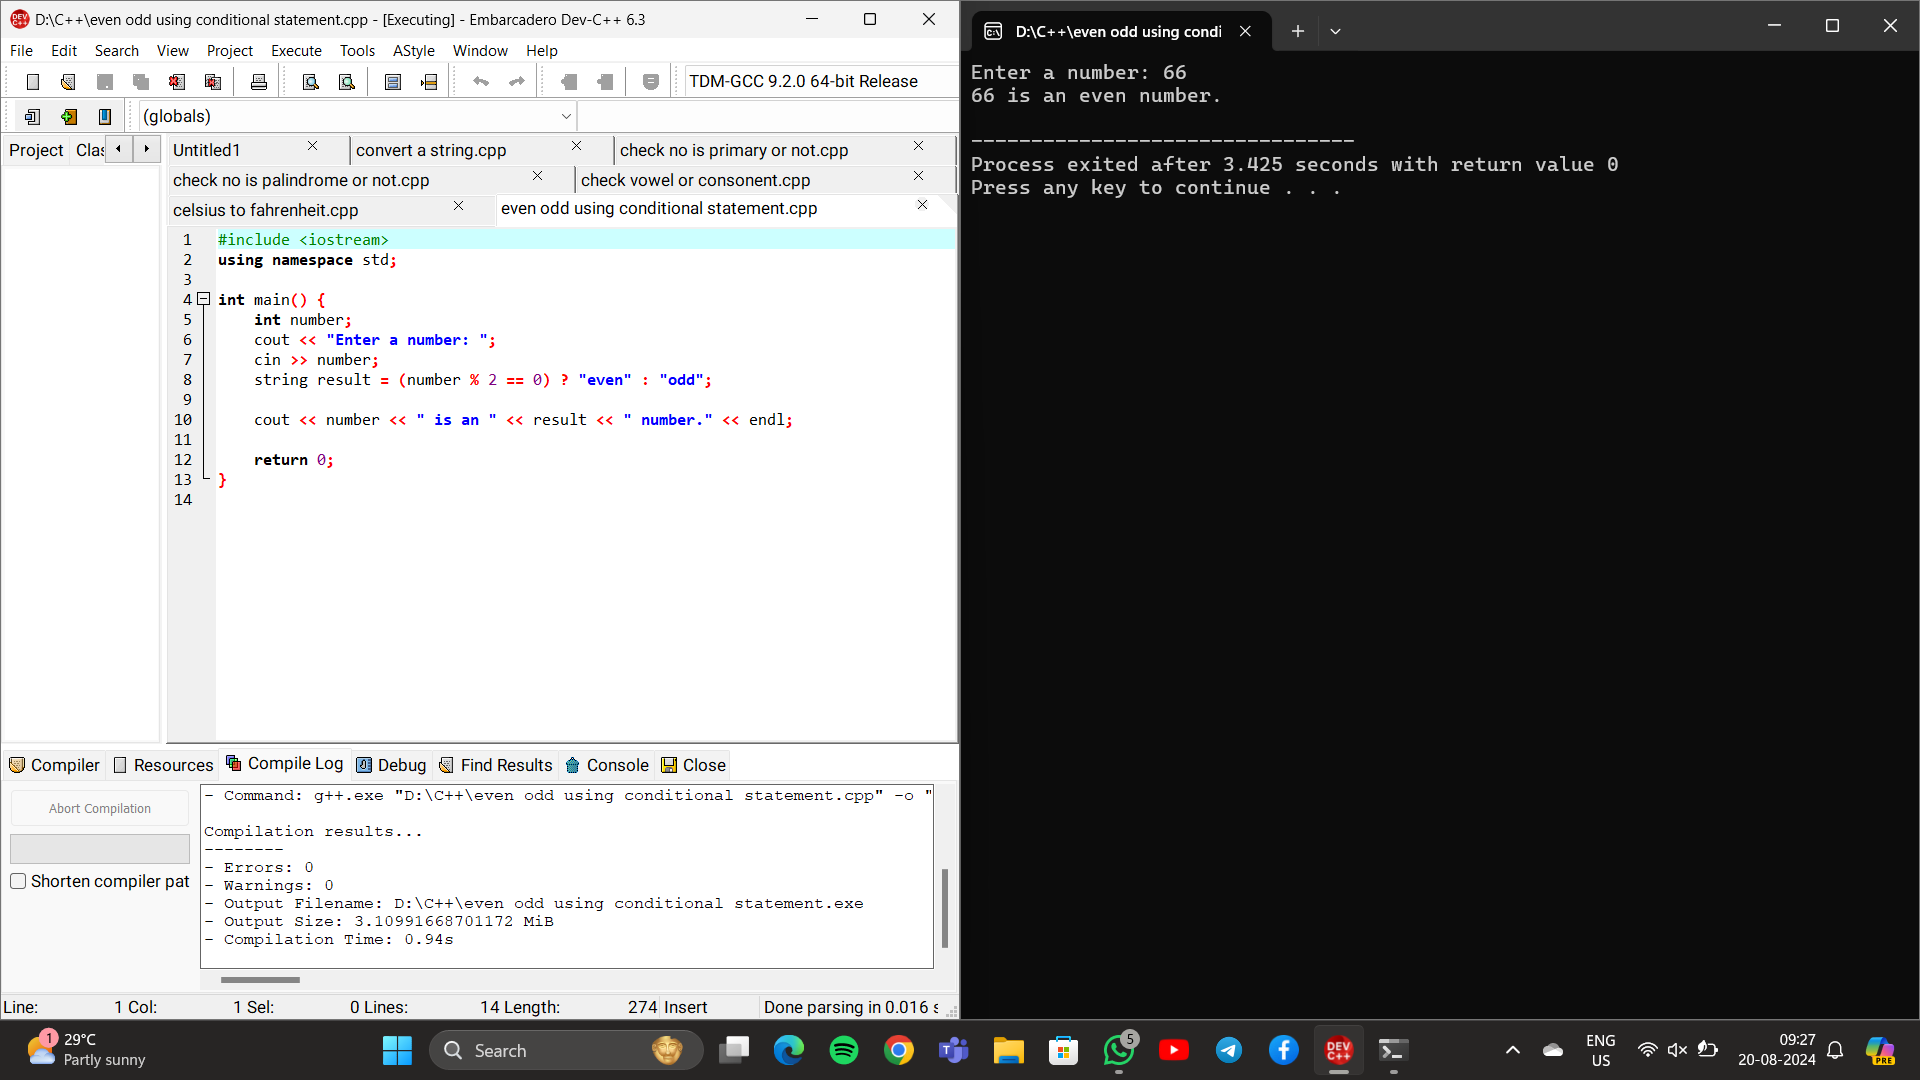 D:\C++\even odd using conditional statement.cpp - [Executing] - Embarcadero Dev-C++ 6.3
File Edit Search View Project Execute Tools AStyle Window Help
TDM-GCC 9.2.0 64-bit Release
(globals)
Project Clas
Untitled1 convert a string.cpp check no is primary or not.cpp
check no is palindrome or not.cpp check vowel or consonent.cpp
celsius to fahrenheit.cpp even odd using conditional statement.cpp
1 #include <iostream>
2 using namespace std;
3
4 int main() {
5 int number;
6 cout << "Enter a number: ";
7 cin >> number;
8 string result = (number % 2 == 0) ? "even" : "odd";
9
10 cout << number << " is an " << result << " number." << endl;
11
12 return 0;
13 }
14
Compiler Resources Compile Log Debug Find Results Console Close
Abort Compilation
Shorten compiler pat
- Command: g++.exe "D:\C++\even odd using conditional statement.cpp" -o "
Compilation results...
--------
- Errors: 0
- Warnings: 0
- Output Filename: D:\C++\even odd using conditional statement.exe
- Output Size: 3.10991668701172 MiB
- Compilation Time: 0.94s
Line: 1 Col: 1 Sel: 0 Lines: 14 Length: 274 Insert Done parsing in 0.016 s
D:\C++\even odd using condi
Enter a number: 66
66 is an even number.
--------------------------------
Process exited after 3.425 seconds with return value 0
Press any key to continue . . .
1
29°C
Partly sunny
Search
5
DEV C++
ENG
US
09:27
20-08-2024
PRE